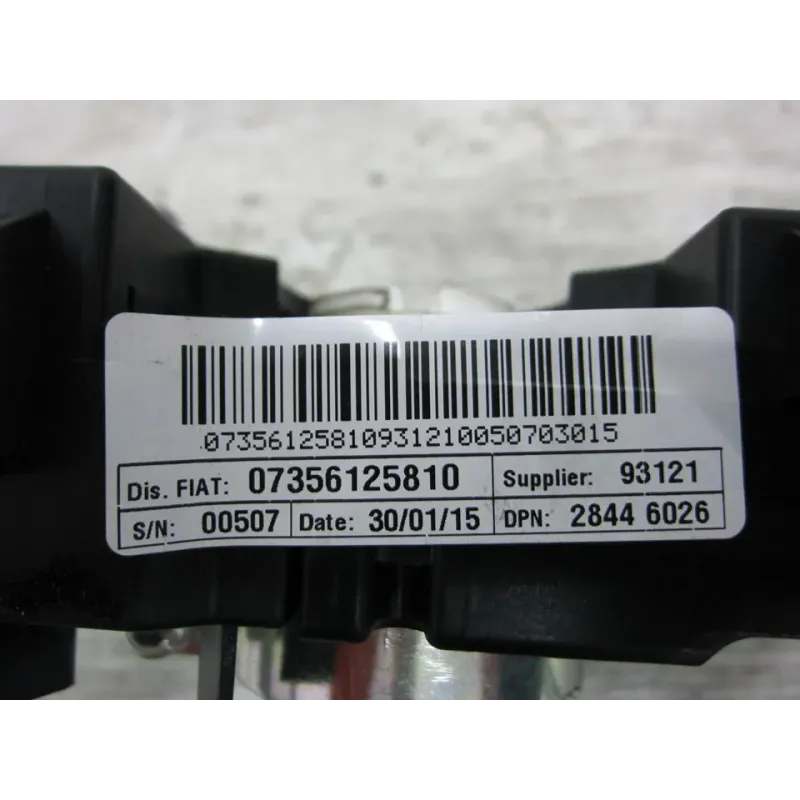 07356125810931210050703015
Dis. FIAT: 07356125810 Supplier: 93121
S/N: 00507 Date: 30/01/15 DPN: 2844 6026